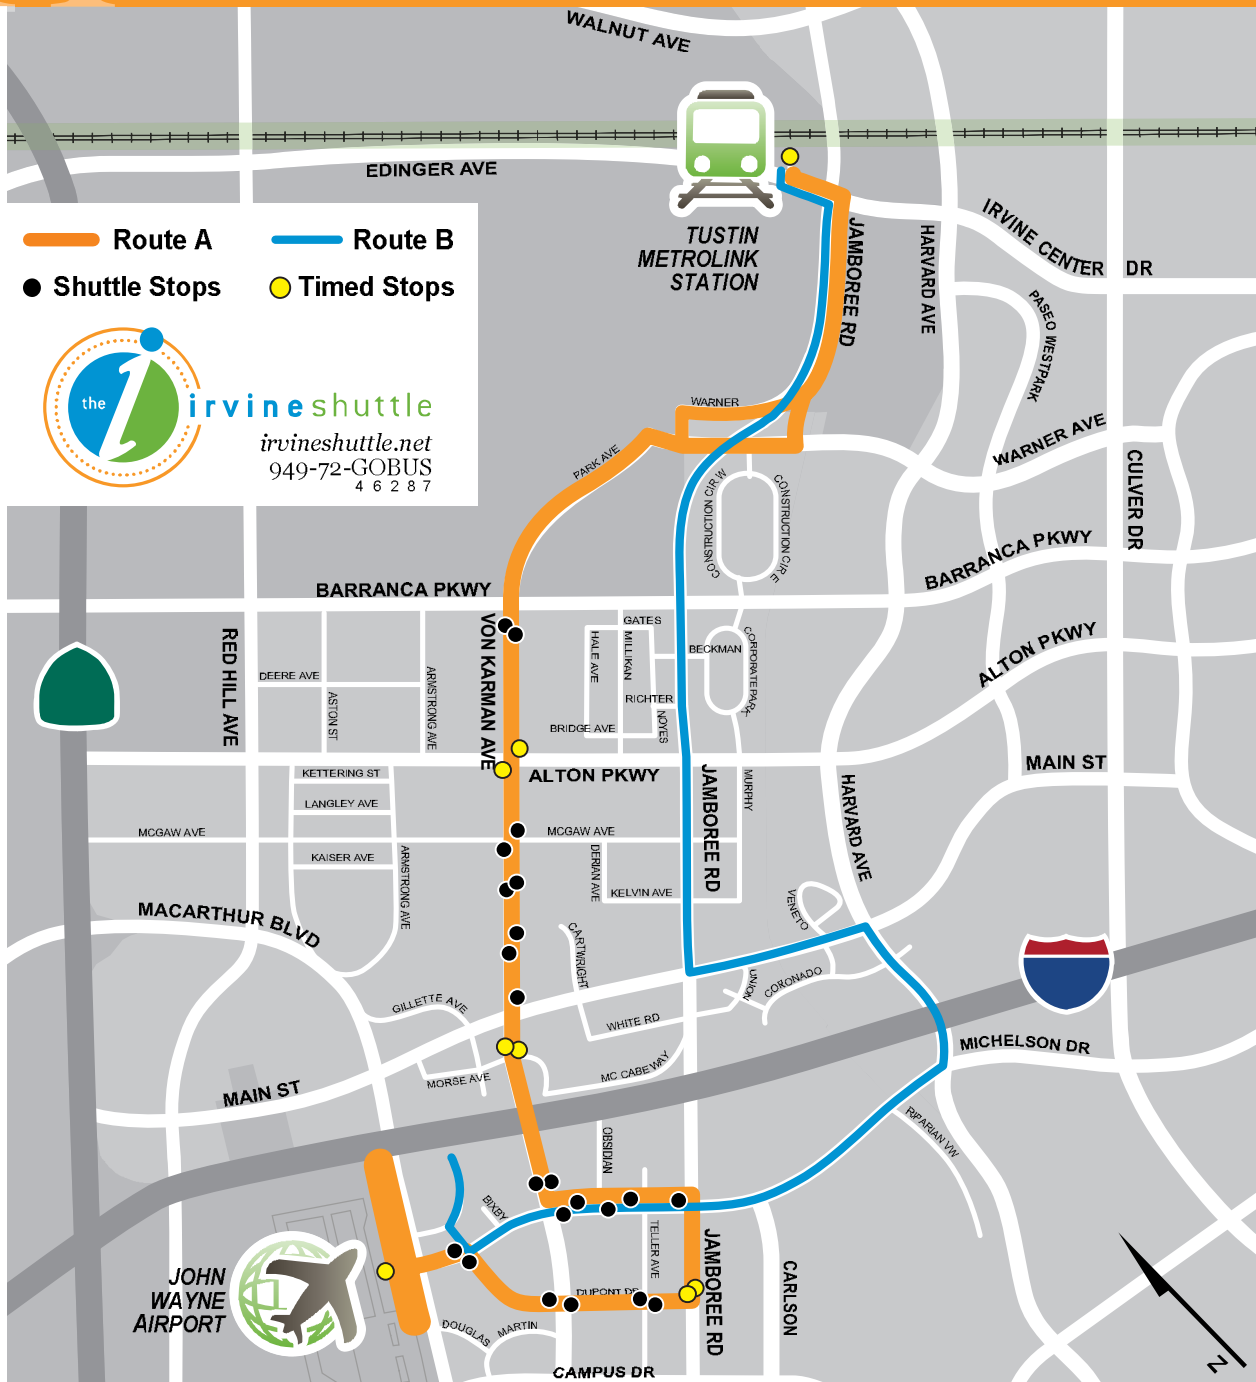 WALNUT AVE
EDINGER AVE
TUSTIN
METROLINK
STATION
IRVINE CENTER DR
JAMBOREE RD
HARVARD AVE
PASEO WESTPARK
Route A
Route B
Shuttle Stops
Timed Stops
the
i
irvineshuttle
irvineshuttle.net
949-72-GOBUS
46287
WARNER
PARK AVE
WARNER AVE
CULVER DR
CONSTRUCTION CIR W
CONSTRUCTION CIR E
BARRANCA PKWY
BARRANCA PKWY
RED HILL AVE
VON KARMAN AVE
GATES
HALE AVE
MILLIKAN
BECKMAN
CORPORATE PARK
ALTON PKWY
DEERE AVE
ASTON ST
ARMSTRONG AVE
RICHTER
NOYES
BRIDGE AVE
ALTON PKWY
KETTERING ST
LANGLEY AVE
MCGAW AVE
MCGAW AVE
KAISER AVE
ARMSTRONG AVE
DERIAN AVE
KELVIN AVE
JAMBOREE RD
MURPHY
HARVARD AVE
MAIN ST
MACARTHUR BLVD
CARTWRIGHT
VENETO
UNION
CORONADO
GILLETTE AVE
WHITE RD
MORSE AVE
MC CABE WAY
MAIN ST
MICHELSON DR
RIPARIAN VW
OBSIDIAN
BIXBY
TELLER AVE
DUPONT DR
JAMBOREE RD
CARLSON
JOHN
WAYNE
AIRPORT
DOUGLAS
MARTIN
CAMPUS DR
N